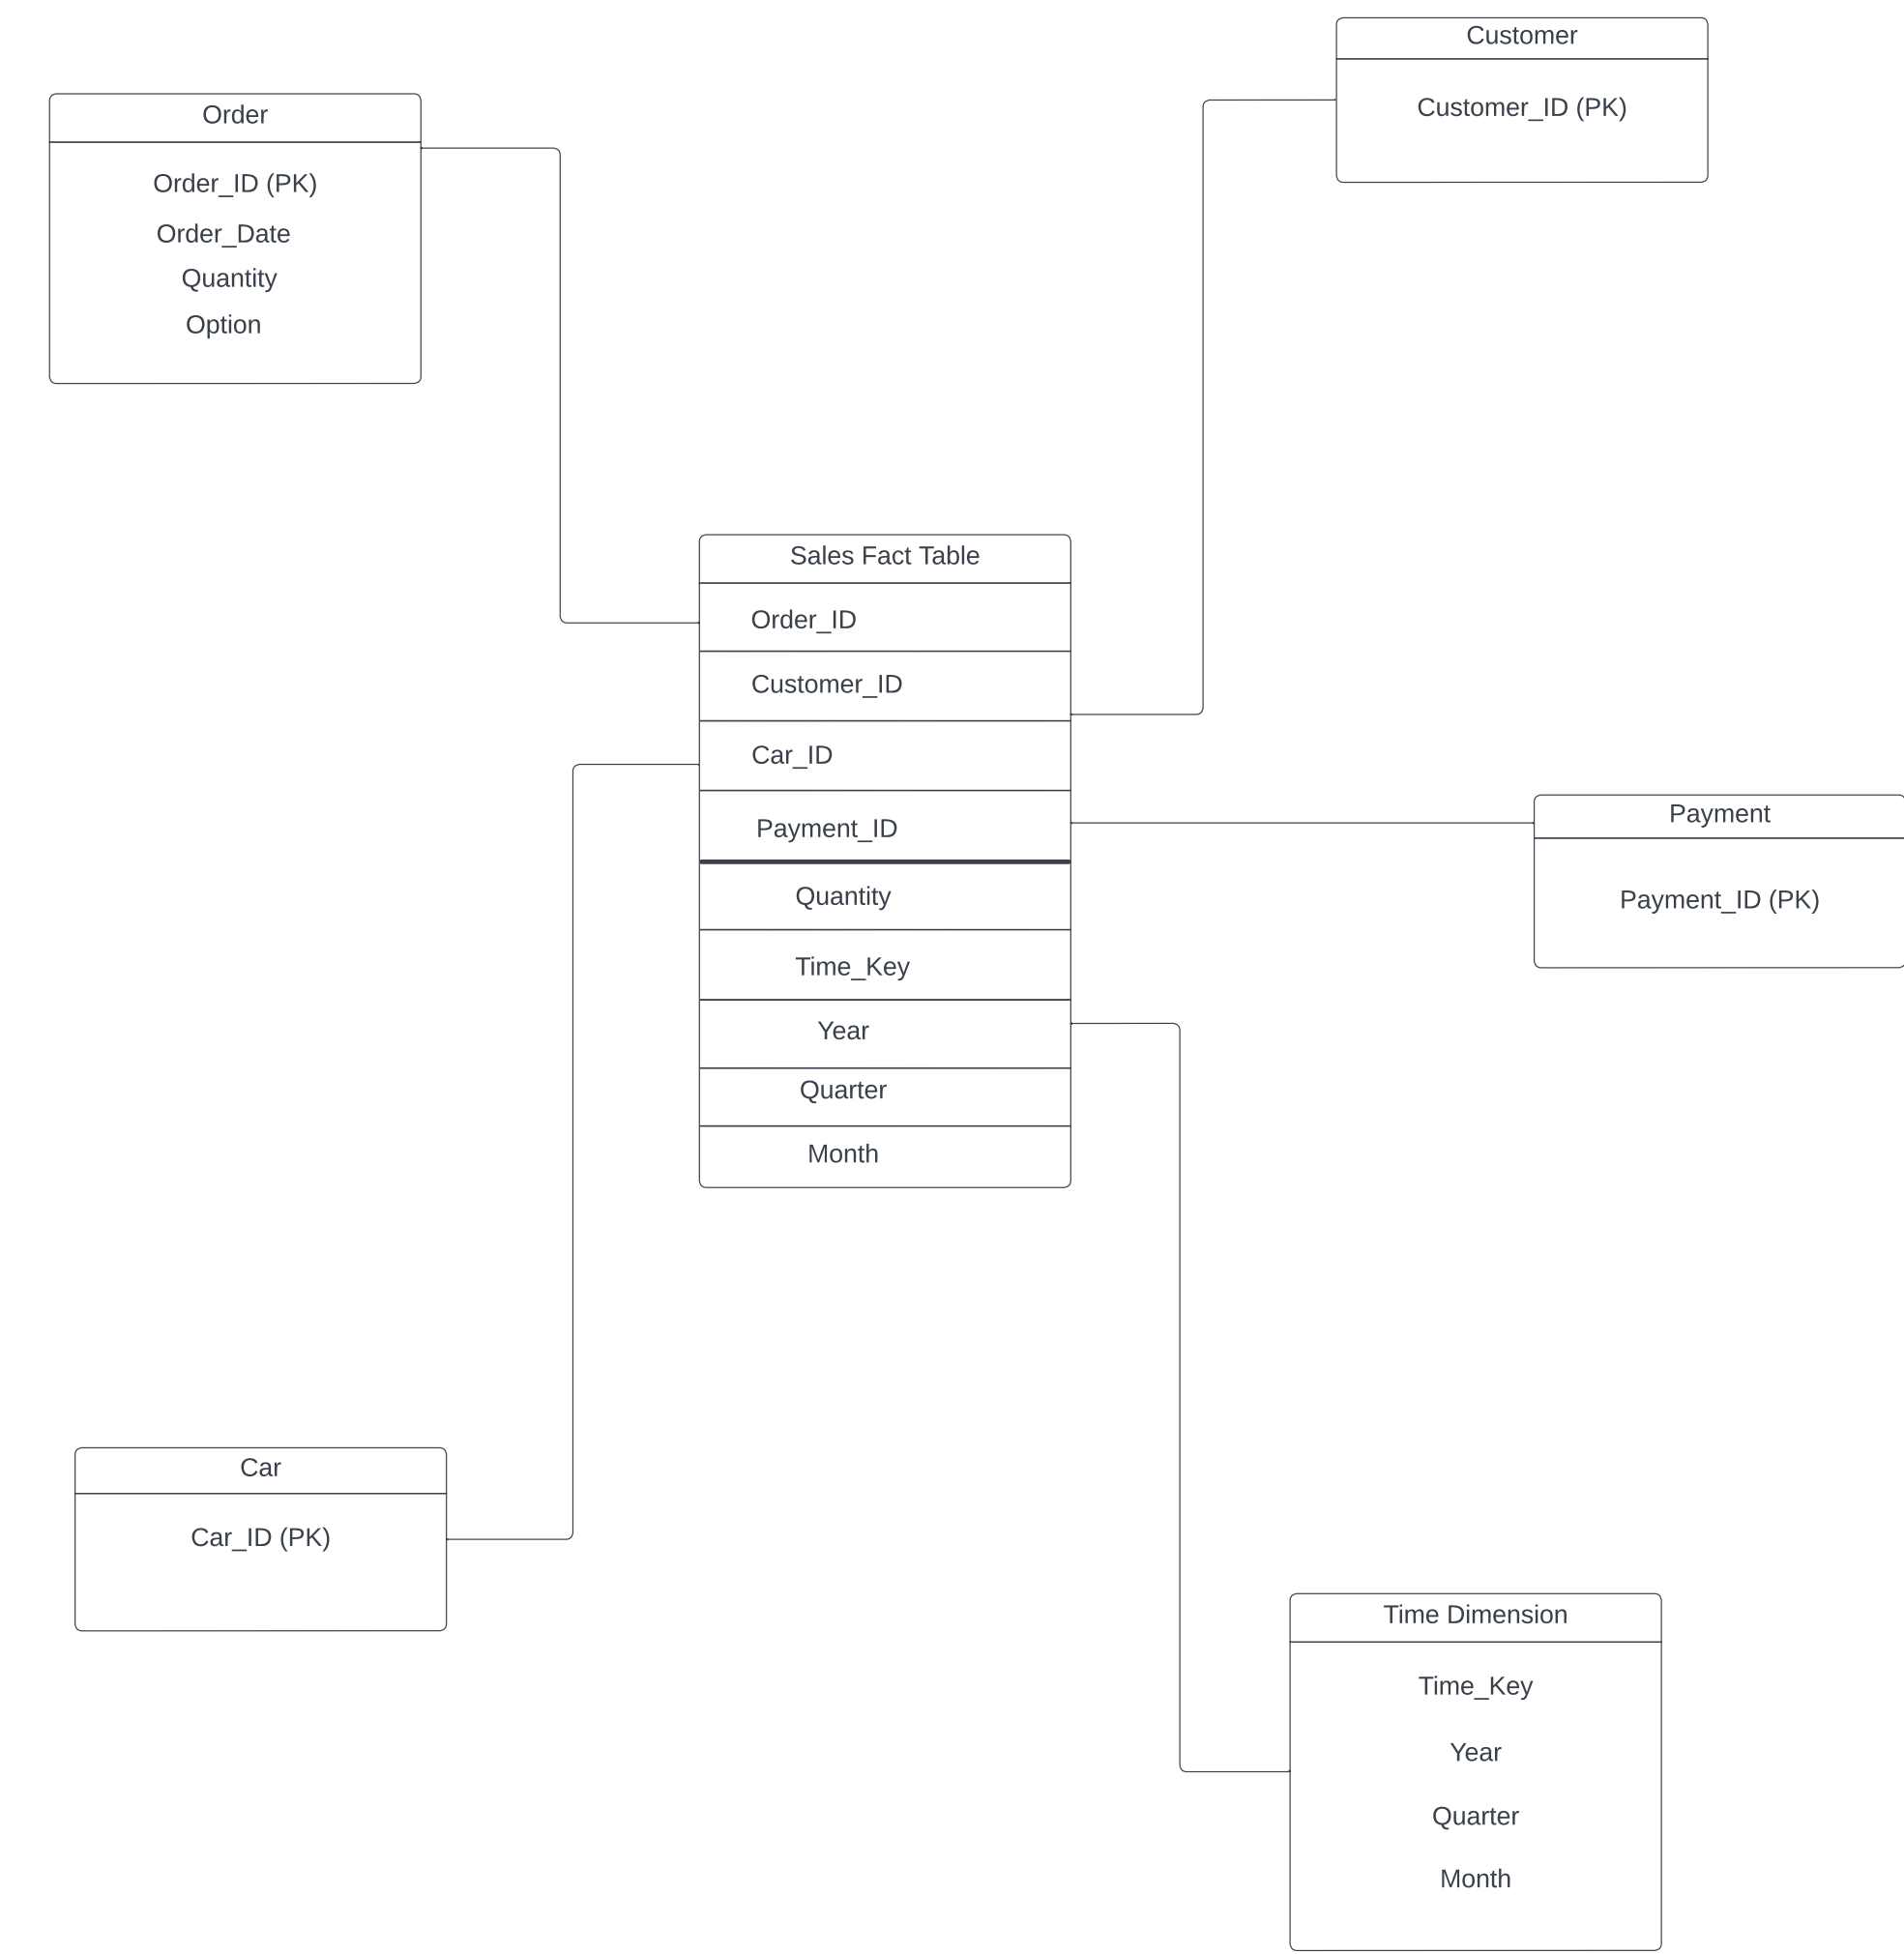 Customer
Customer_ID (PK)
Order
Order_ID (PK)
Order_Date
Quantity
Option
Sales Fact Table
Order_ID
Customer_ID
Car_ID
Payment_ID
Quantity
Time_Key
Year
Quarter
Month
Payment
Payment_ID (PK)
Car
Car_ID (PK)
Time Dimension
Time_Key
Year
Quarter
Month